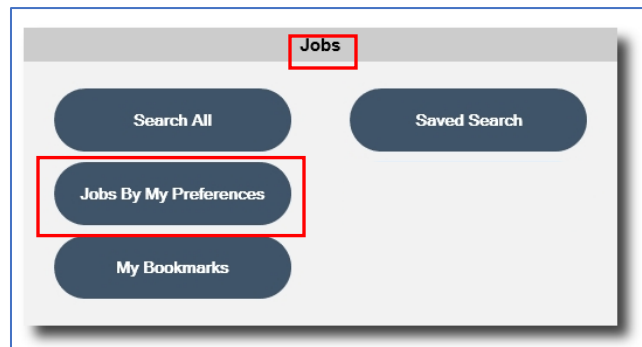 Jobs
Search All
Saved Search
Jobs By My Preferences
My Bookmarks